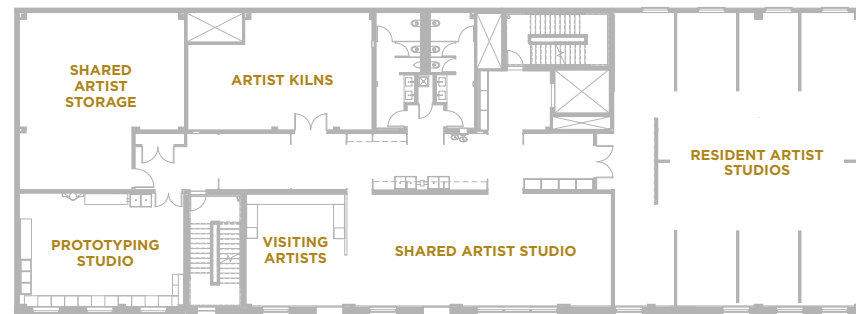 SHARED
ARTIST
STORAGE
ARTIST KILNS
RESIDENT ARTIST
STUDIOS
PROTOTYPING
STUDIO
VISITING
ARTISTS
SHARED ARTIST STUDIO